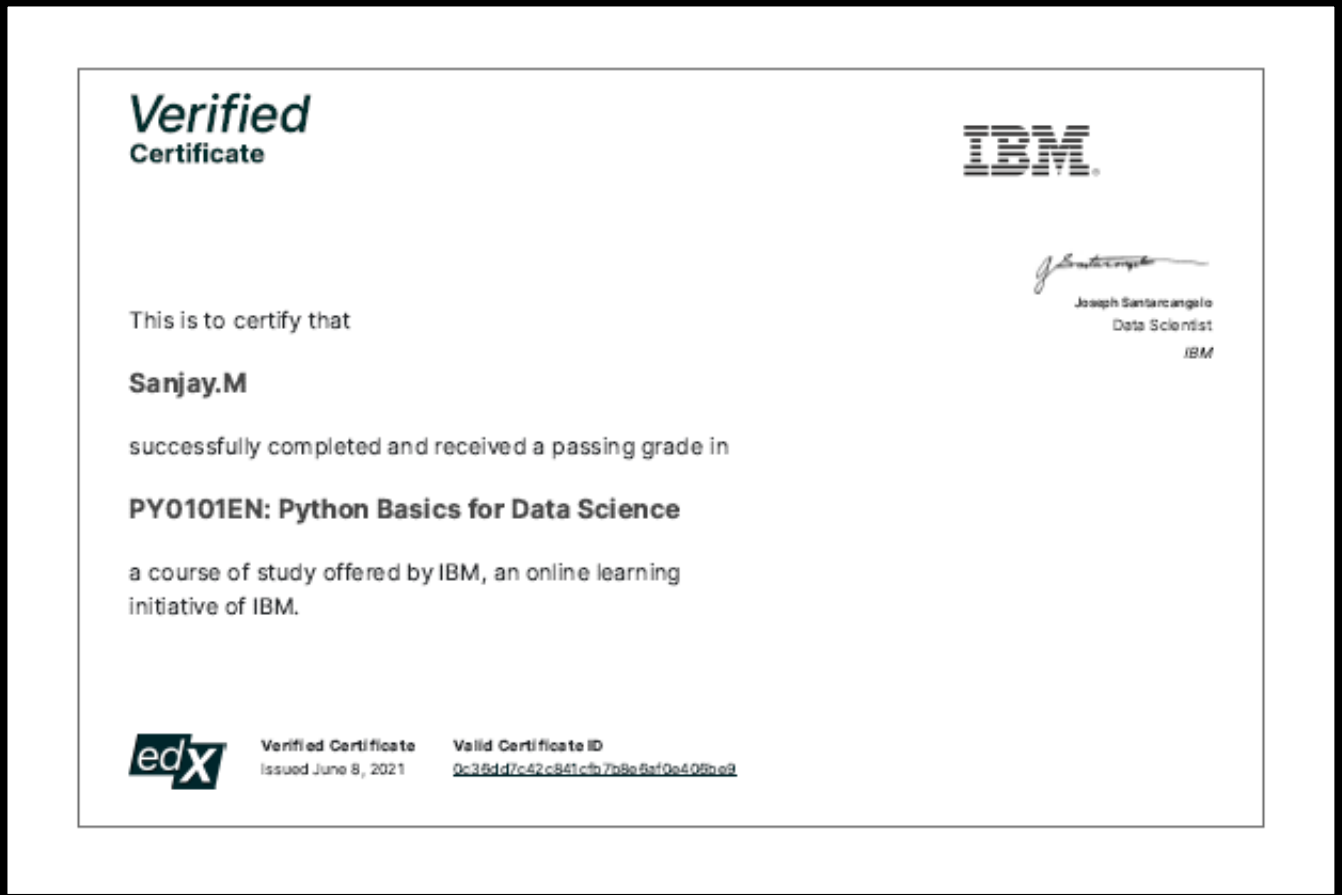 Verified
Certificate
IBM
Joseph Santarcangelo
Data Scientist
IBM
This is to certify that
Sanjay.M
successfully completed and received a passing grade in
PY0101EN: Python Basics for Data Science
a course of study offered by IBM, an online learning
initiative of IBM.
edX
Verified Certificate
Issued June 8, 2021
Valid Certificate ID